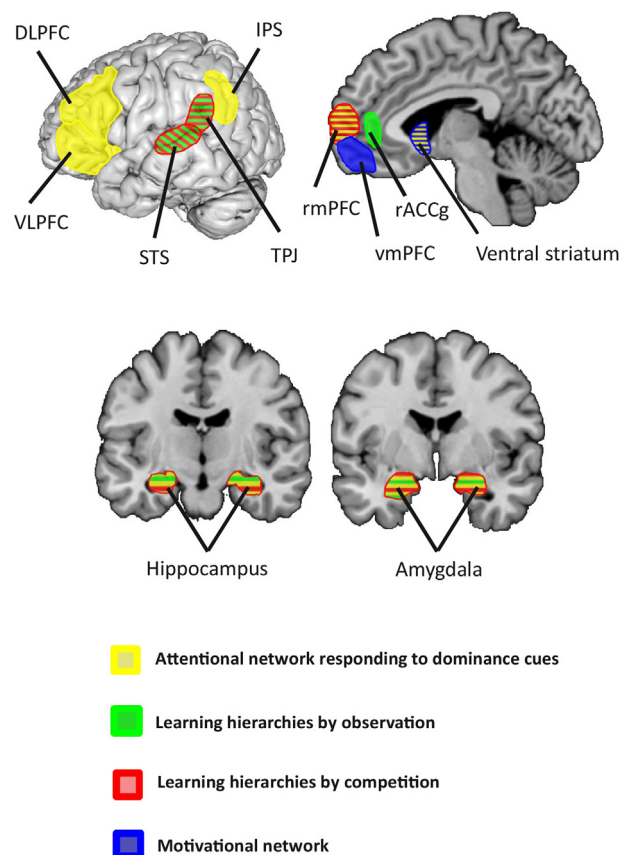 DLPFC
IPS
VLPFC
STS
TPJ
rmPFC
rACCg
vmPFC
Ventral striatum
Hippocampus
Amygdala
Attentional network responding to dominance cues
Learning hierarchies by observation
Learning hierarchies by competition
Motivational network